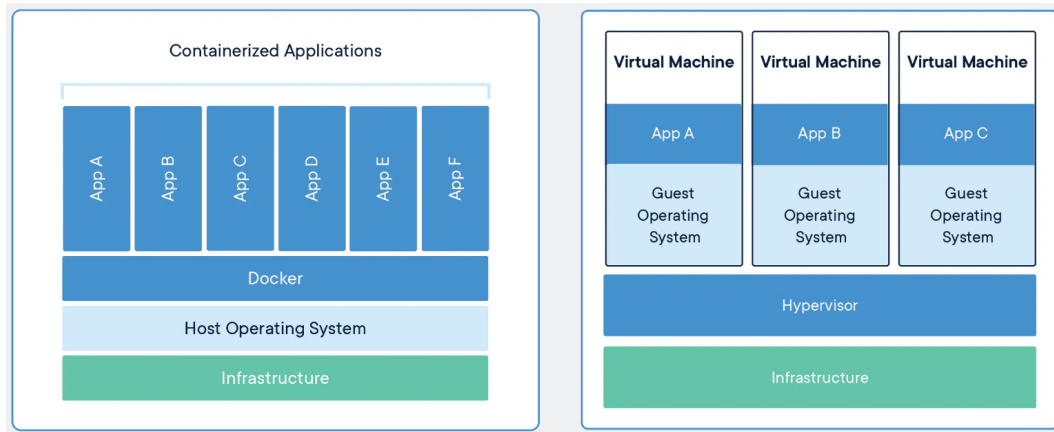 Containerized Applications
App A
App B
App C
App D
App E
App F
Docker
Host Operating System
Infrastructure
Virtual Machine
App A
Guest
Operating
System
Virtual Machine
App B
Guest
Operating
System
Virtual Machine
App C
Guest
Operating
System
Hypervisor
Infrastructure